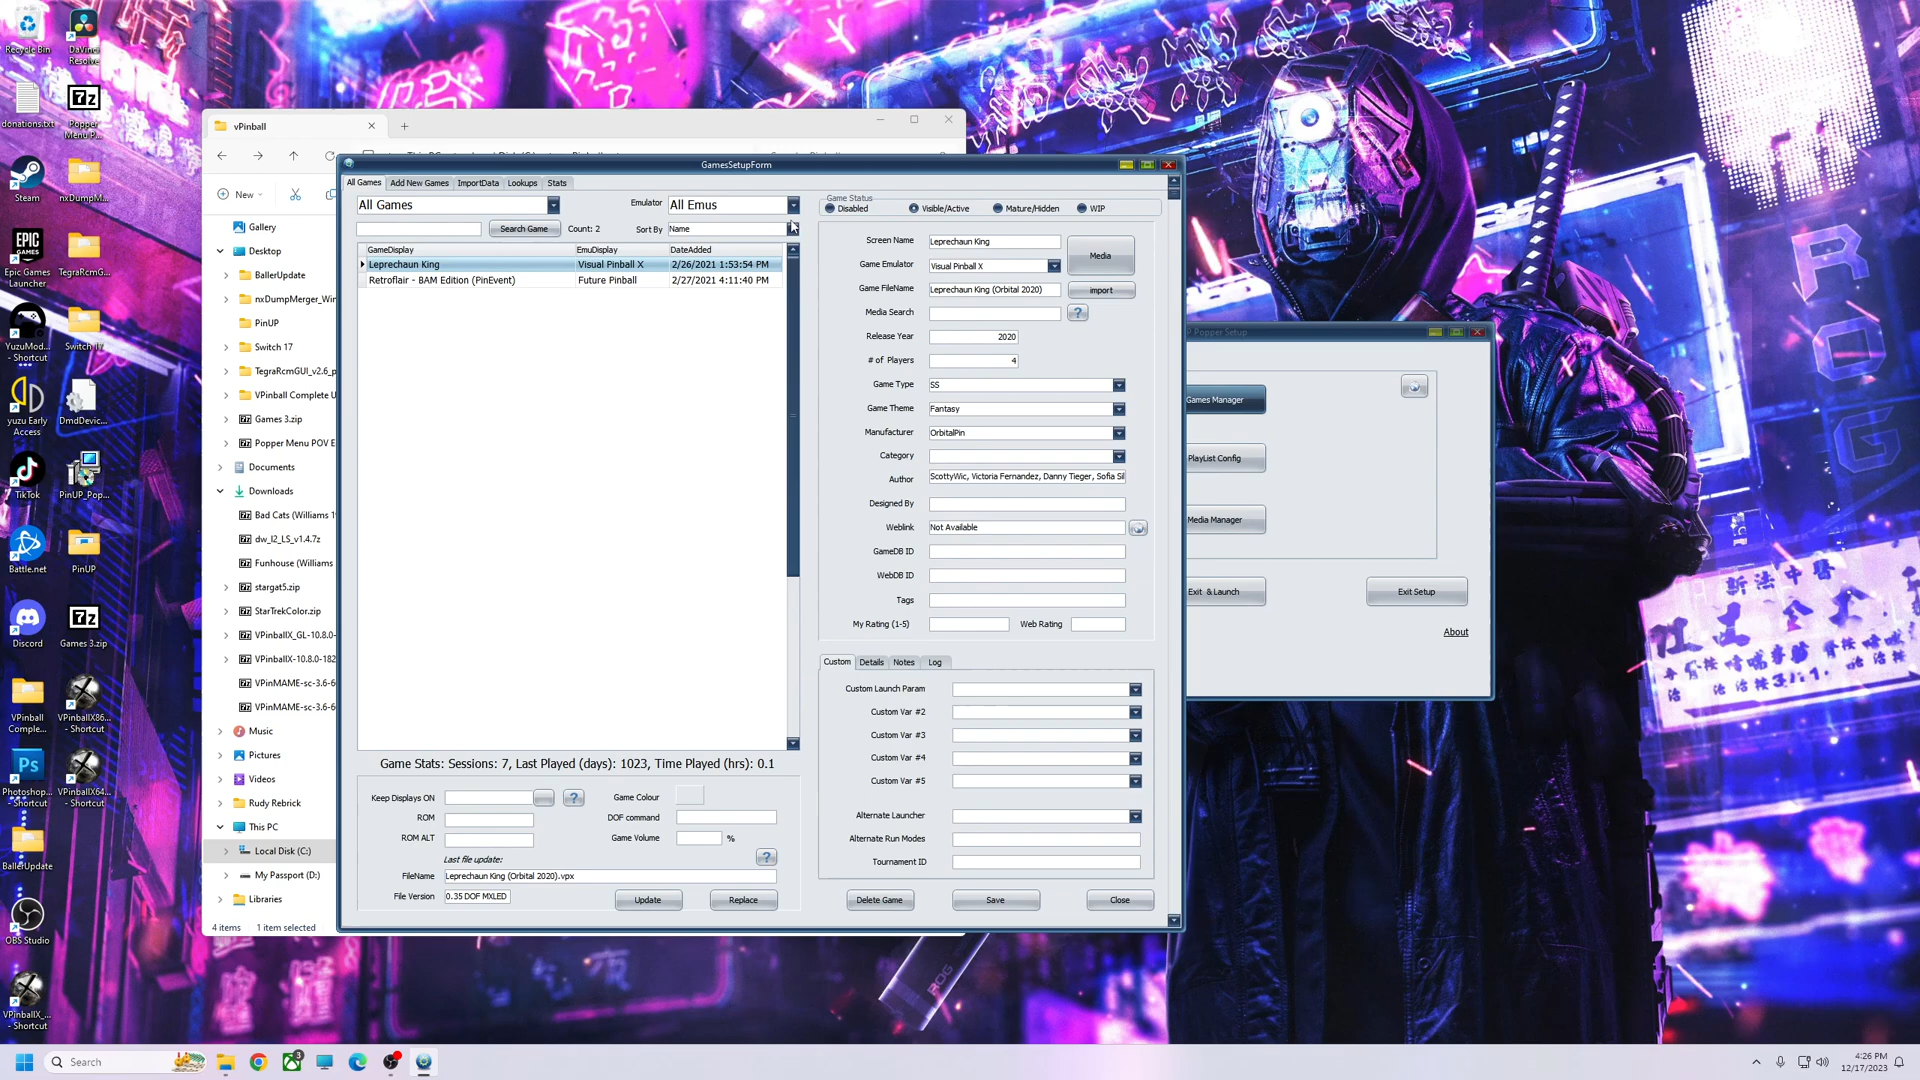 Recycle Bin
DaVinci Resolve
donations.txt
Popper Menu P...
Steam
nxDumpM...
Epic Games Launcher
TegraRcmG...
YuzuMod... - Shortcut
Switch 17
yuzu Early Access
DmdDevic...
TikTok
PinUP_Pop...
Battle.net
PinUP
Discord
Games 3.zip
VPinball Comple...
VPinballX86... - Shortcut
Photoshop... - Shortcut
VPinballX64... - Shortcut
BallerUpdate
OBS Studio
VPinballX_... - Shortcut
vPinball
New
Gallery
Desktop
BallerUpdate
nxDumpMerger_Wi
PinUP
Switch 17
TegraRcmGUI_v2.6_p
VPinball Complete U
Games 3.zip
Popper Menu POV E
Documents
Downloads
Bad Cats (Williams 1
dw_l2_LS_v1.4.7z
Funhouse (Williams
stargat5.zip
StarTrekColor.zip
VPinballX_GL-10.8.0-
VPinballX-10.8.0-182
VPinMAME-sc-3.6-6
VPinMAME-sc-3.6-6
Music
Pictures
Videos
Rudy Rebrick
This PC
Local Disk (C:)
My Passport (D:)
Libraries
4 items 1 item selected
GamesSetupForm
All Games Add New Games ImportData Lookups Stats
All Games Emulator All Emus
Search Game Count: 2 Sort By Name
GameDisplay EmuDisplay DateAdded
Leprechaun King Visual Pinball X 2/26/2021 1:53:54 PM
Retroflair - BAM Edition (PinEvent) Future Pinball 2/27/2021 4:11:40 PM
Game Stats: Sessions: 7, Last Played (days): 1023, Time Played (hrs): 0.1
Keep Displays ON ? Game Colour
ROM DOF command
ROM ALT Game Volume %
Last file update: ?
FileName Leprechaun King (Orbital 2020).vpx
File Version 0.35 DOF MXLED Update Replace
Game Status
Disabled Visible/Active Mature/Hidden WIP
Screen Name Leprechaun King Media
Game Emulator Visual Pinball X
Game FileName Leprechaun King (Orbital 2020) import
Media Search ?
Release Year 2020
# of Players 4
Game Type SS
Game Theme Fantasy
Manufacturer OrbitalPin
Category
Author ScottyWic, Victoria Fernandez, Danny Tieger, Sofia Sil
Designed By
Weblink Not Available
GameDB ID
WebDB ID
Tags
My Rating (1-5) Web Rating
Custom Details Notes Log
Custom Launch Param
Custom Var #2
Custom Var #3
Custom Var #4
Custom Var #5
Alternate Launcher
Alternate Run Modes
Tournament ID
Delete Game Save Close
Popper Setup
Games Manager
PlayList Config
Media Manager
Exit & Launch Exit Setup
About
ROG
Search
3
4:26 PM
12/17/2023